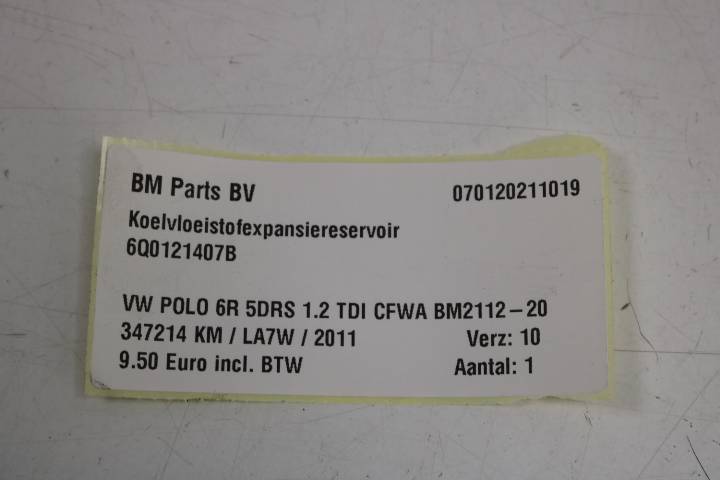 BM Parts BV 070120211019
Koelvloeistofexpansiereservoir
6Q0121407B
VW POLO 6R 5DRS 1.2 TDI CFWA BM2112-20
347214 KM / LA7W / 2011 Verz: 10
9.50 Euro incl. BTW Aantal: 1